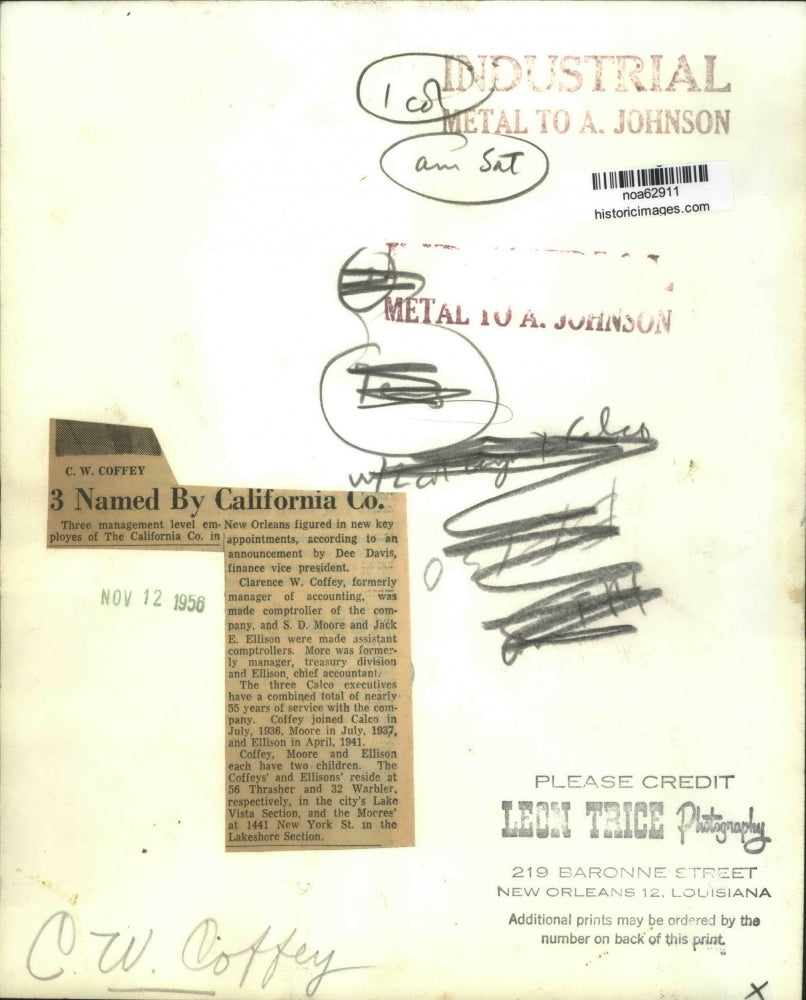 INDUSTRIAL
1 col
METAL TO A. JOHNSON
am Sat
noa62911
historicimages.com
METAL TO A. JOHNSON
Calco
C. W. COFFEY
3 Named By California Co.
Three management level em-
ployes of The California Co. in
New Orleans figured in new key
appointments, according to an
announcement by Dee Davis,
finance vice president.
Clarence W. Coffey, formerly
manager of accounting, was
made comptroller of the com-
pany, and S. D. Moore and Jack
E. Ellison were made assistant
comptrollers. More was former-
ly manager, treasury division
and Ellison, chief accountant.
The three Calco executives
have a combined total of nearly
55 years of service with the com-
pany. Coffey joined Calco in
July, 1936, Moore in July, 1937,
and Ellison in April, 1941.
Coffey, Moore and Ellison
each have two children. The
Coffeys' and Ellisons' reside at
56 Thrasher and 32 Warbler,
respectively, in the city's Lake
Vista Section, and the Moores'
at 1441 New York St. in the
Lakeshore Section.
NOV 12 1956
PLEASE CREDIT
LEON TRICE Photography
219 BARONNE STREET
NEW ORLEANS 12, LOUISIANA
Additional prints may be ordered by the
number on back of this print.
C. W. Coffey
X